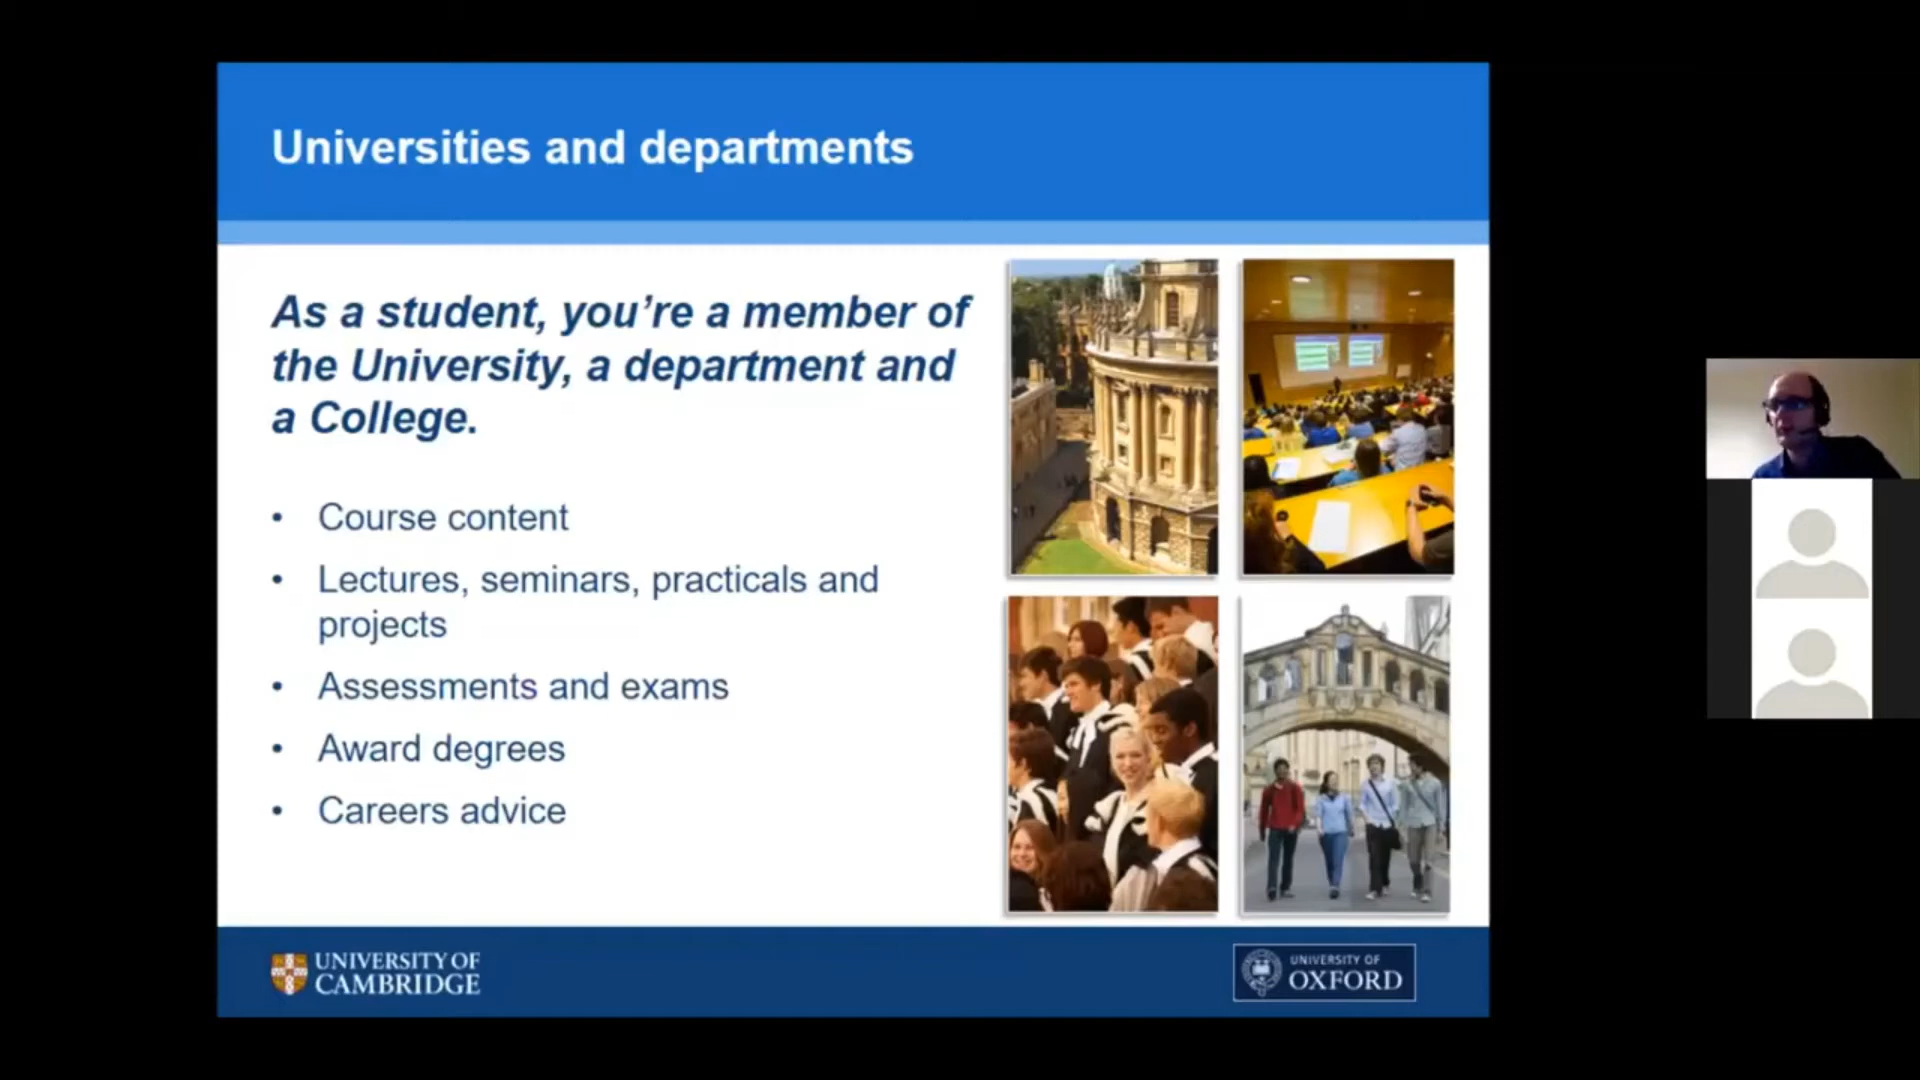 Universities and departments
As a student, you’re a member of
the University, a department and
a College.
• Course content
• Lectures, seminars, practicals and
projects
• Assessments and exams
• Award degrees
• Careers advice
UNIVERSITY OF
CAMBRIDGE
UNIVERSITY OF
OXFORD